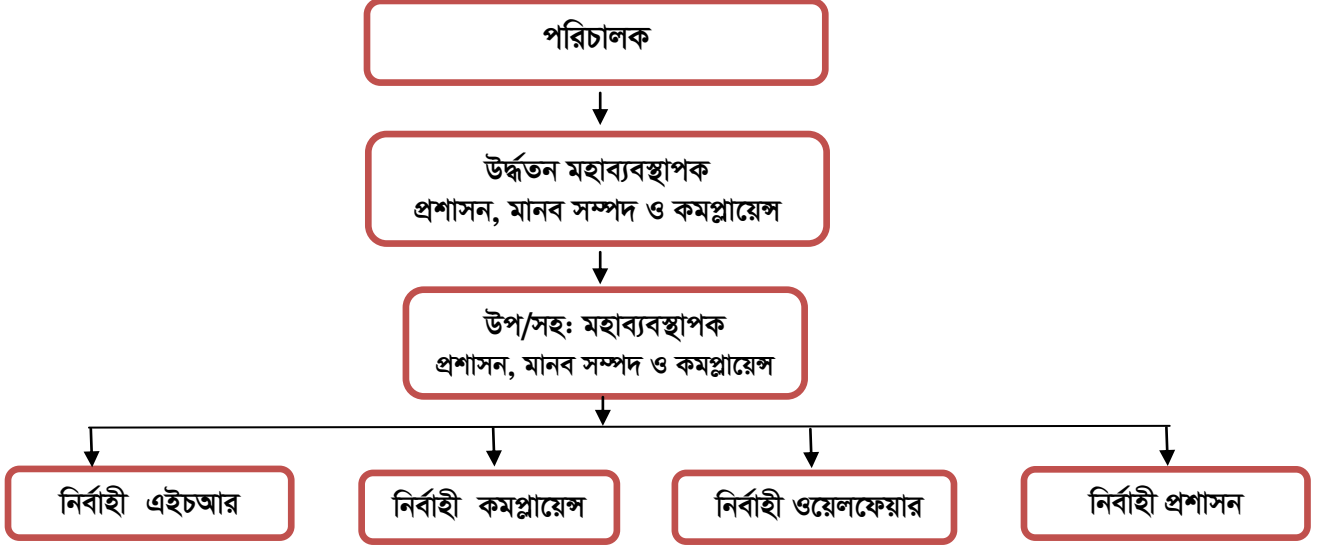 পরিচালক
উর্দ্ধতন মহাব্যবস্থাপক
প্রশাসন, মানব সম্পদ ও কমপ্লায়েন্স
উপ/সহ: মহাব্যবস্থাপক
প্রশাসন, মানব সম্পদ ও কমপ্লায়েন্স
নির্বাহী এইচআর
নির্বাহী কমপ্লায়েন্স
নির্বাহী ওয়েলফেয়ার
নির্বাহী প্রশাসন